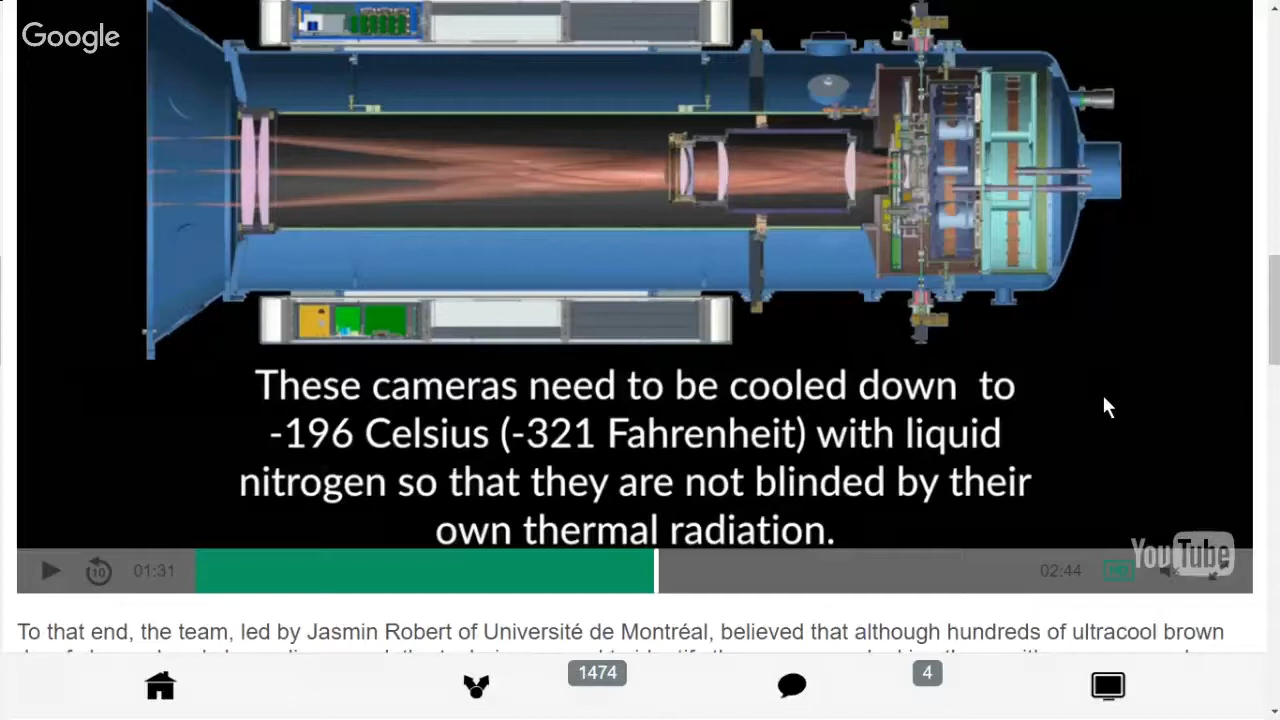 Google
These cameras need to be cooled down to
-196 Celsius (-321 Fahrenheit) with liquid
nitrogen so that they are not blinded by their
own thermal radiation.
YouTube
10 01:31 02:44 HD
To that end, the team, led by Jasmin Robert of Université de Montréal, believed that although hundreds of ultracool brown
1474 4